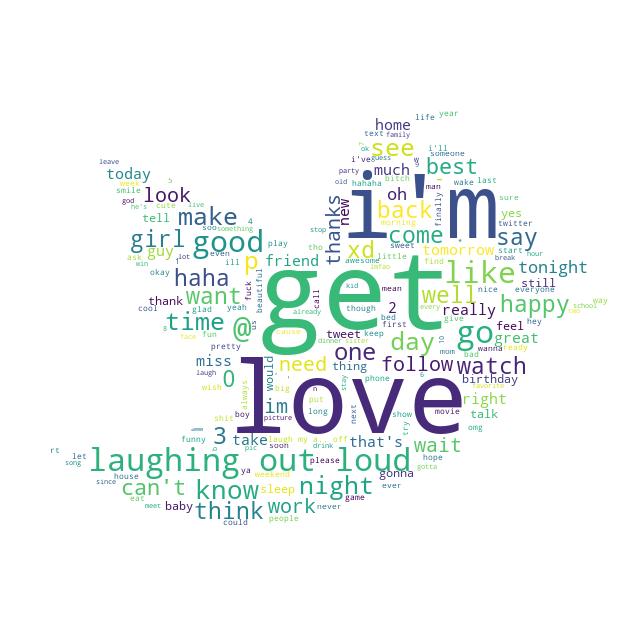 life year
home
text family
i'm
see
ok
guess
i'll
someone
leave
today
party
i've
much
best
bitch
week
smile
look
old
hahaha
man
wake last
god
he's cute live
new
oh
back
finally
sure
cool
make
thanks
yes
tell
soo something
stop
morning
say
twitter
girl
good
play
xd
come
sweet
start hour
guy
even
tho
tomorrow
break
ask
lot
friend
awesome little find
win
p
lmfao
tonight
okay
haha
fuck
beautiful
get
kid
like
still
thank
want
call
mean
well
nice everyone
glad
already
though
2
every
really
happy
school way
time
yeah
us
bed first
go
feel
hey
fun
@
cause
tweet
keep
day
give
wanna ready
face
dinner sister
one
10 mom
great
pretty
miss
would
need
thing
follow
bad
watch
laugh
0
big
stay
phone
birthday
wish
always
love
favorite
boy
im
put
picture
long
next
show
movie
right
shit
try
talk
3
take
laugh my a.. off
that's
omg
funny
pic
soon drink
wait
rt
let
laughing out loud
hope
song
ya
weekend
please
gonna
gotta
since
house
can't
know
sleep
night
ever
eat
baby
think
work
game
never
meet
could
people